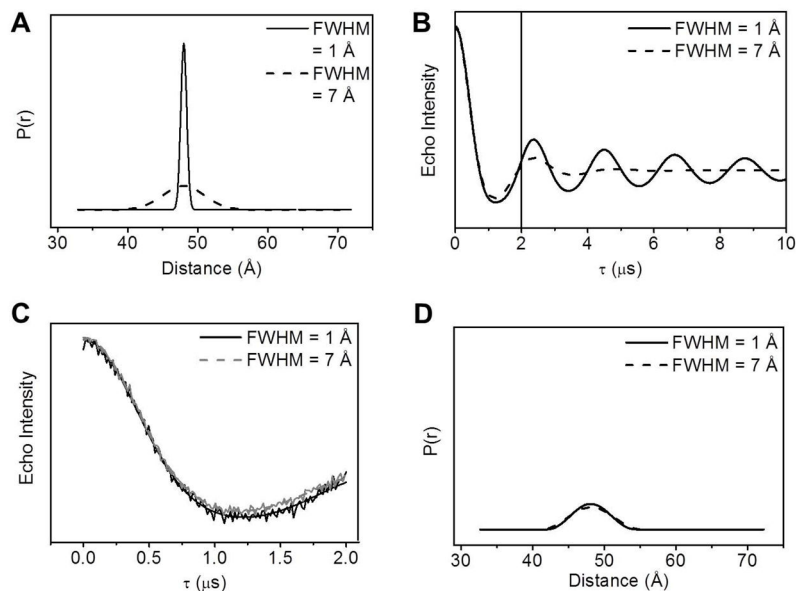 A
P(r)
FWHM
= 1 Å
FWHM
= 7 Å
30 40 50 60 70
Distance (Å)
B
Echo Intensity
FWHM = 1 Å
FWHM = 7 Å
0 2 4 6 8 10
τ (μs)
C
Echo Intensity
FWHM = 1 Å
FWHM = 7 Å
0.0 0.5 1.0 1.5 2.0
τ (μs)
D
P(r)
FWHM = 1 Å
FWHM = 7 Å
30 40 50 60 70
Distance (Å)